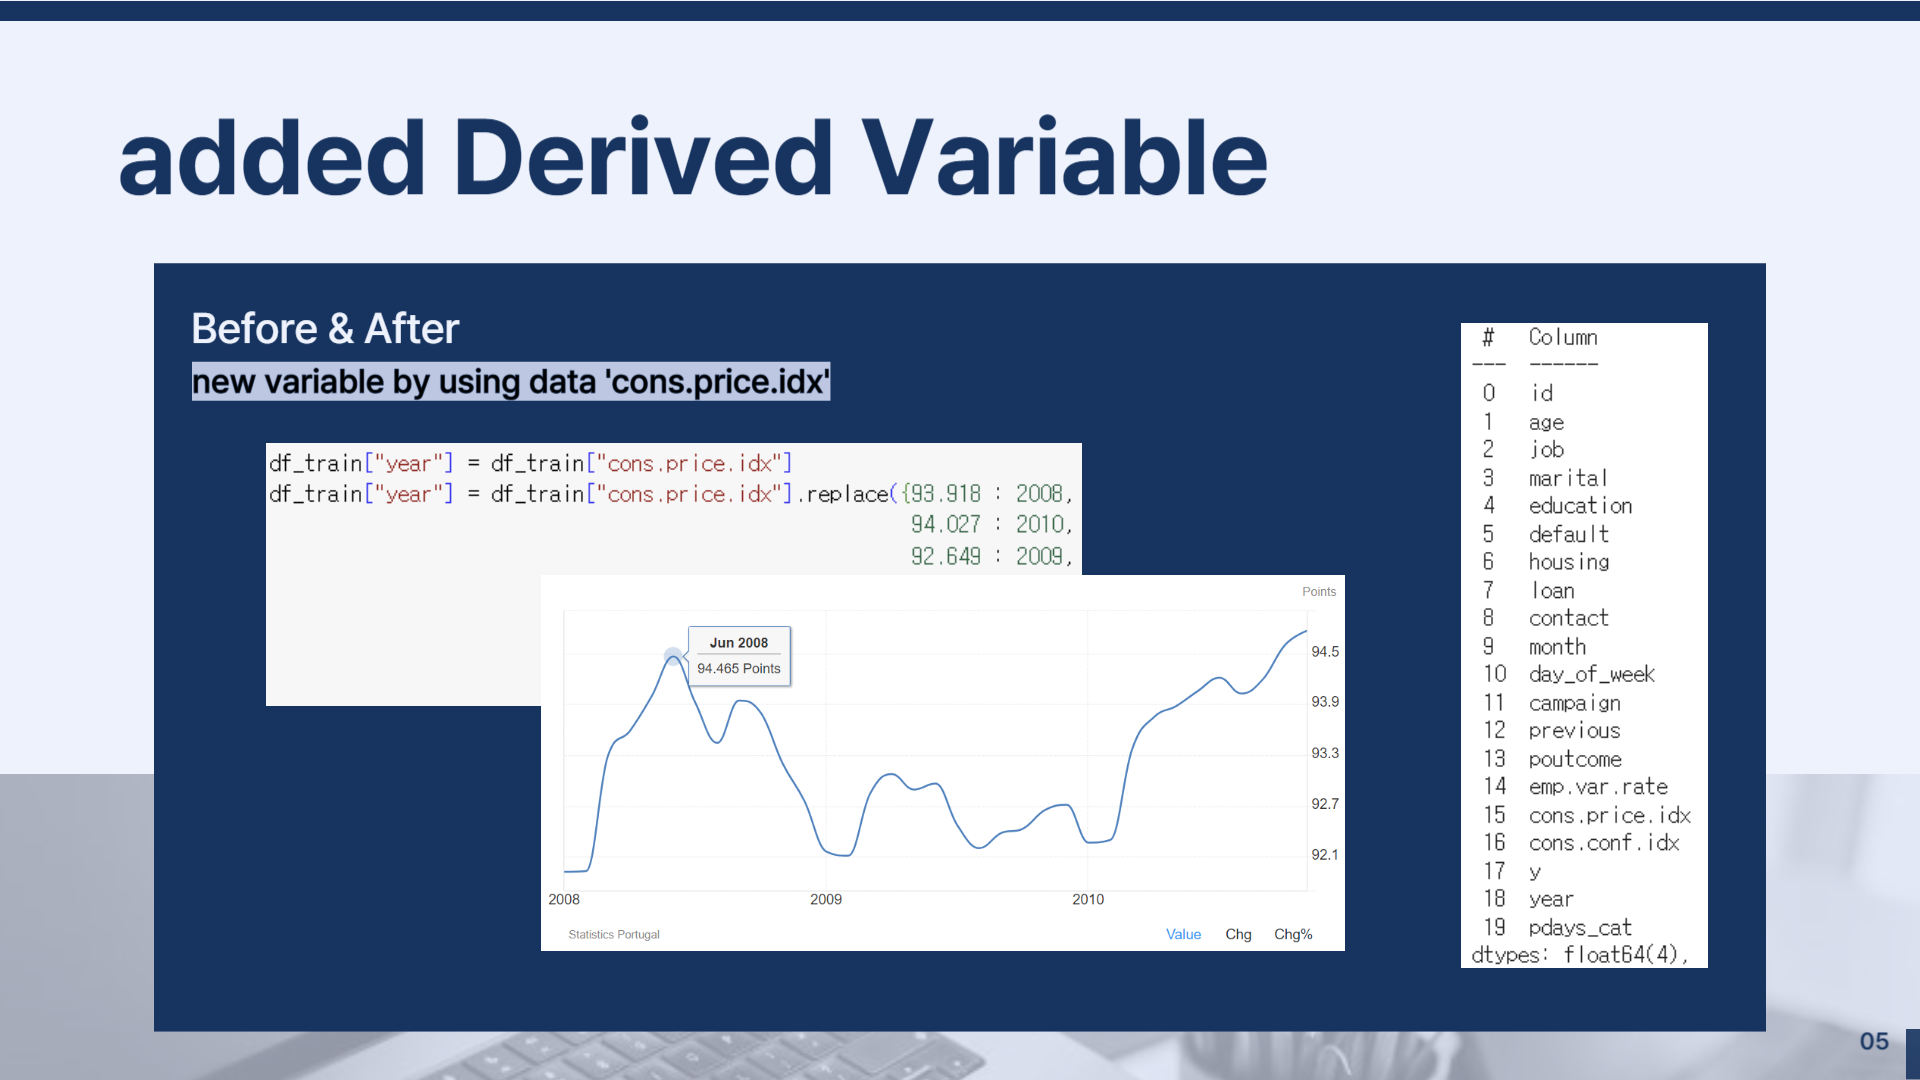 added Derived Variable
Before & After
new variable by using data 'cons.price.idx'
df_train["year"] = df_train["cons.price.idx"]
df_train["year"] = df_train["cons.price.idx"].replace({93.918 : 2008,
94.027 : 2010,
92.649 : 2009,
Points
Jun 2008
94.465 Points
94.5
93.9
93.3
92.7
92.1
2008 2009 2010
Statistics Portugal Value Chg Chg%
# Column
--- ------
0 id
1 age
2 job
3 marital
4 education
5 default
6 housing
7 loan
8 contact
9 month
10 day_of_week
11 campaign
12 previous
13 poutcome
14 emp.var.rate
15 cons.price.idx
16 cons.conf.idx
17 y
18 year
19 pdays_cat
dtypes: float64(4),
05